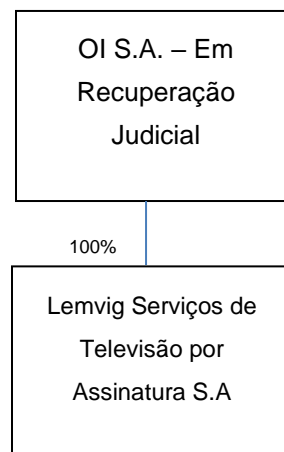 OI S.A. – Em
Recuperação
Judicial
100%
Lemvig Serviços de
Televisão por
Assinatura S.A